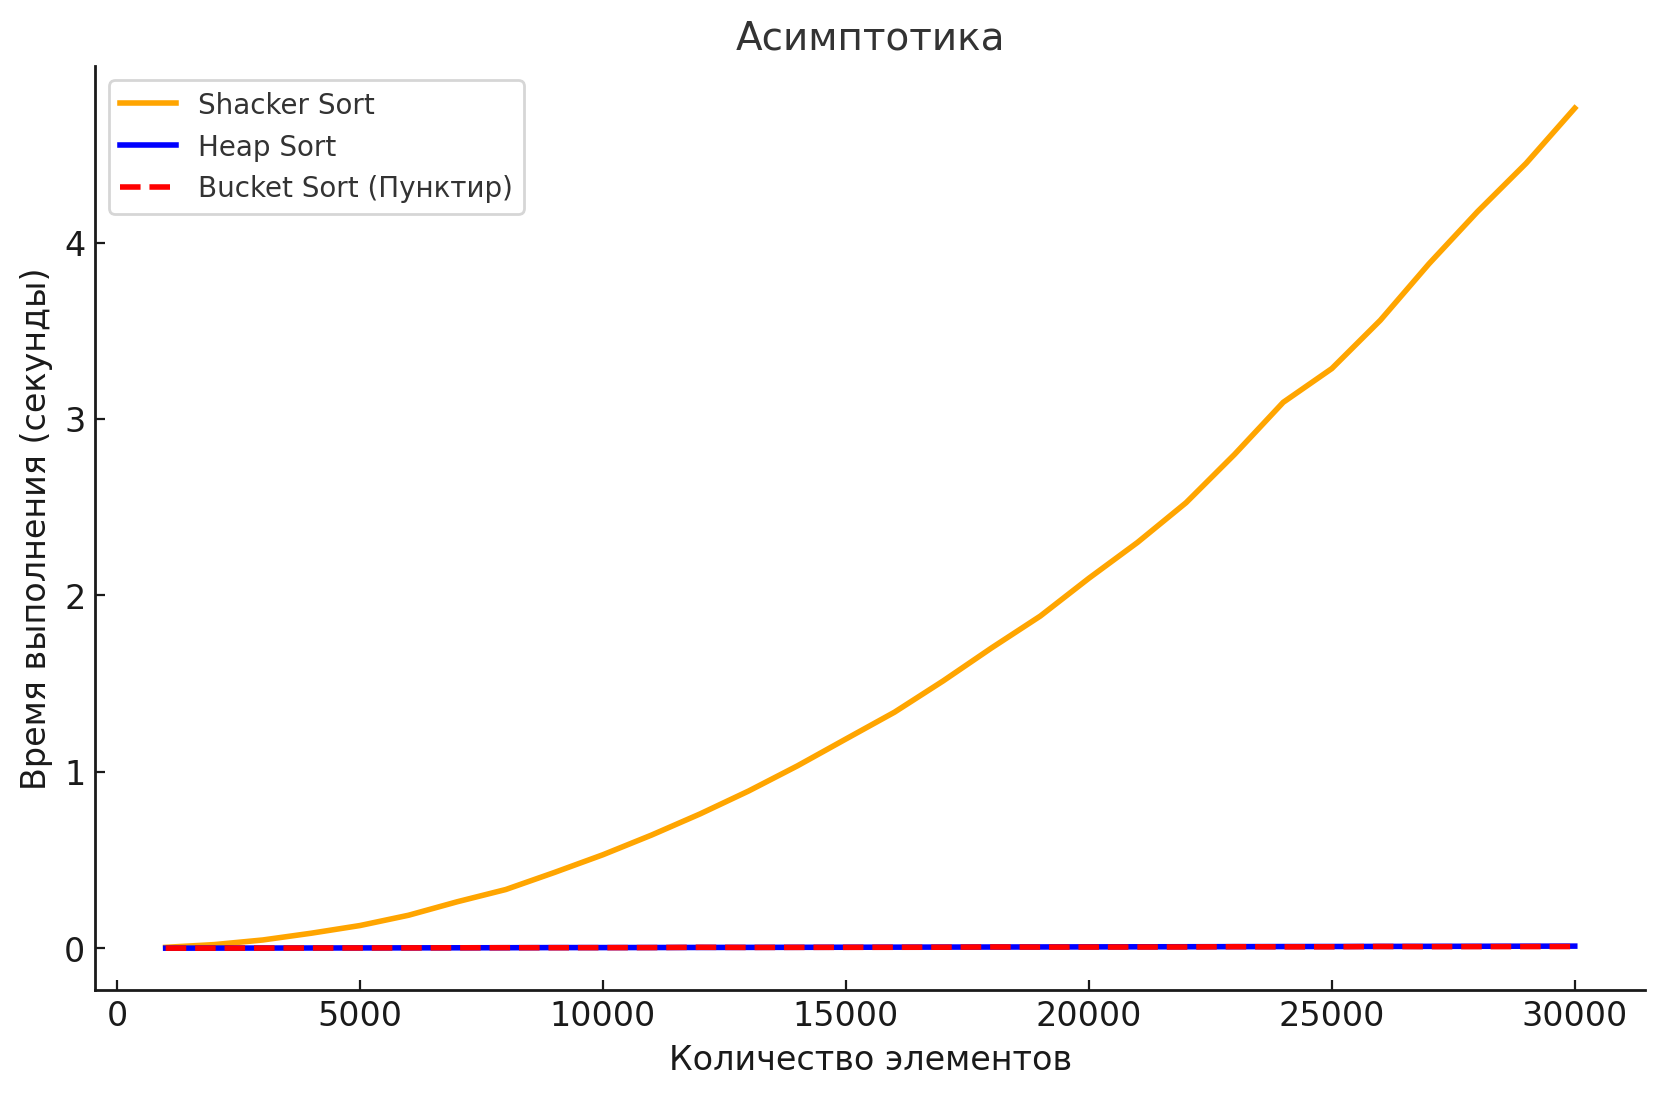 Асимптотика
Shacker Sort
Heap Sort
Bucket Sort (Пунктир)
Время выполнения (секунды)
4
3
2
1
0
0 5000 10000 15000 20000 25000 30000
Количество элементов